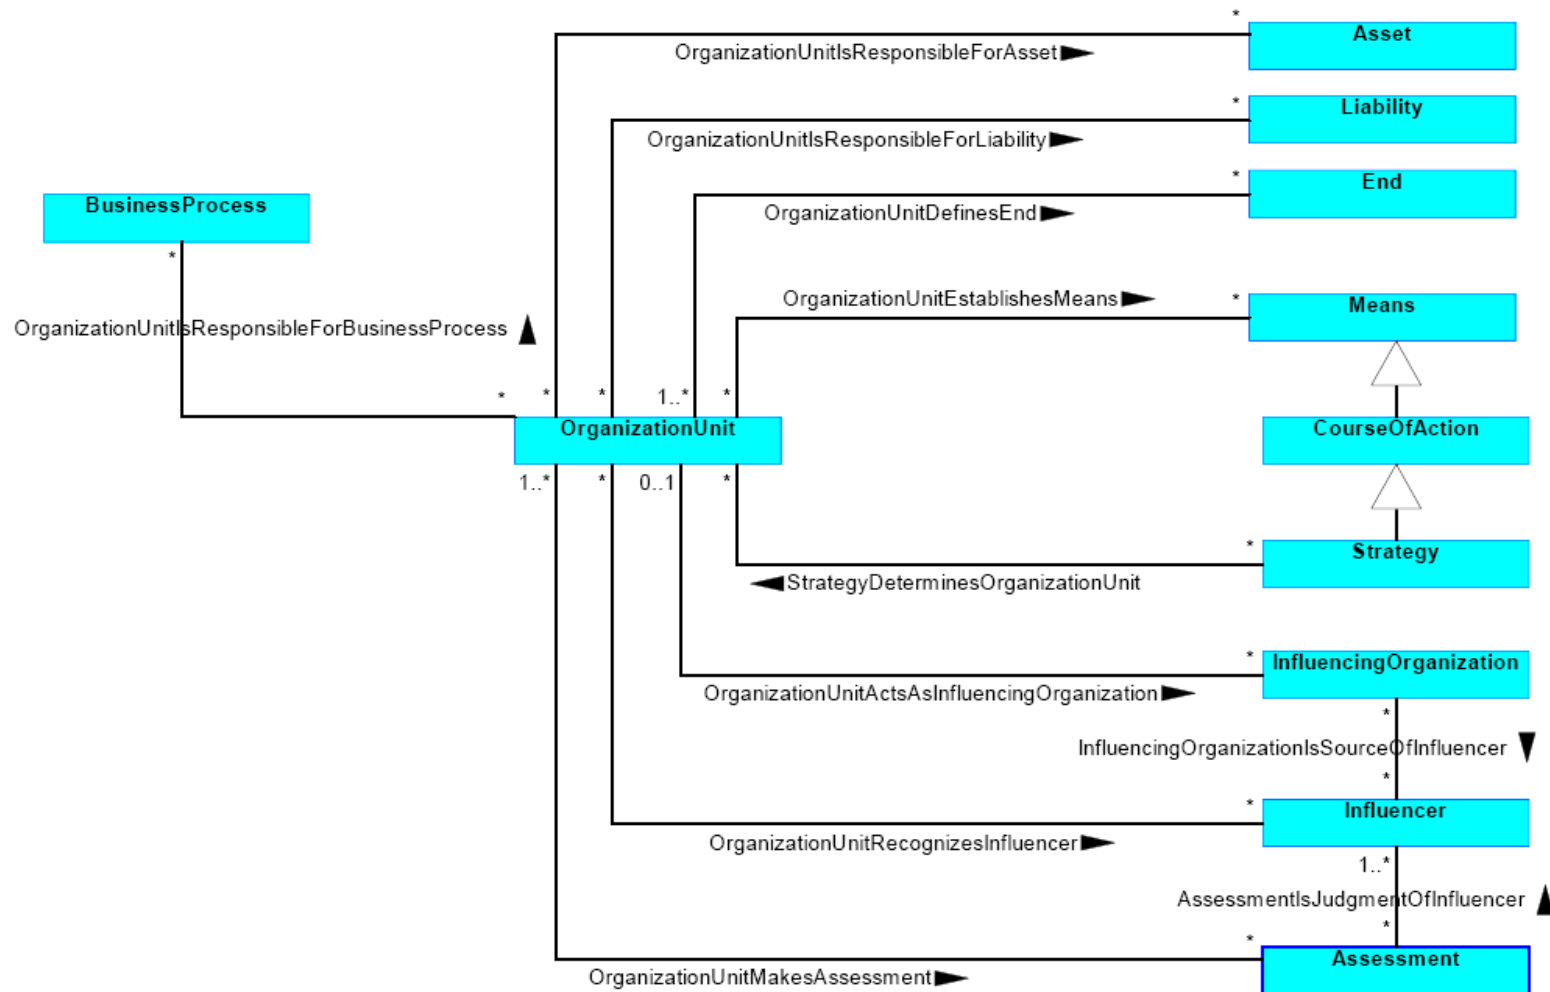 *
Asset
OrganizationUnitIsResponsibleForAsset
*
Liability
OrganizationUnitIsResponsibleForLiability
*
End
BusinessProcess
OrganizationUnitDefinesEnd
*
OrganizationUnitEstablishesMeans
*
Means
OrganizationUnitIsResponsibleForBusinessProcess
*
*
*
1..*
*
OrganizationUnit
CourseOfAction
1..*
*
0..1
*
*
Strategy
StrategyDeterminesOrganizationUnit
*
InfluencingOrganization
OrganizationUnitActsAsInfluencingOrganization
*
InfluencingOrganizationIsSourceOfInfluencer
*
*
Influencer
OrganizationUnitRecognizesInfluencer
1..*
AssessmentIsJudgmentOfInfluencer
*
*
Assessment
OrganizationUnitMakesAssessment